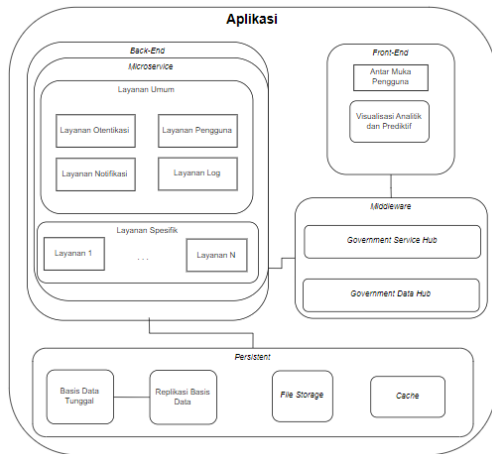 Aplikasi
Back-End
Microservice
Layanan Umum
Layanan Otentikasi
Layanan Pengguna
Layanan Notifikasi
Layanan Log
Layanan Spesifik
Layanan 1
. . .
Layanan N
Front-End
Antar Muka
Pengguna
Visualisasi Analitik
dan Prediktif
Middleware
Government Service Hub
Government Data Hub
Persistent
Basis Data
Tunggal
Replikasi Basis
Data
File Storage
Cache